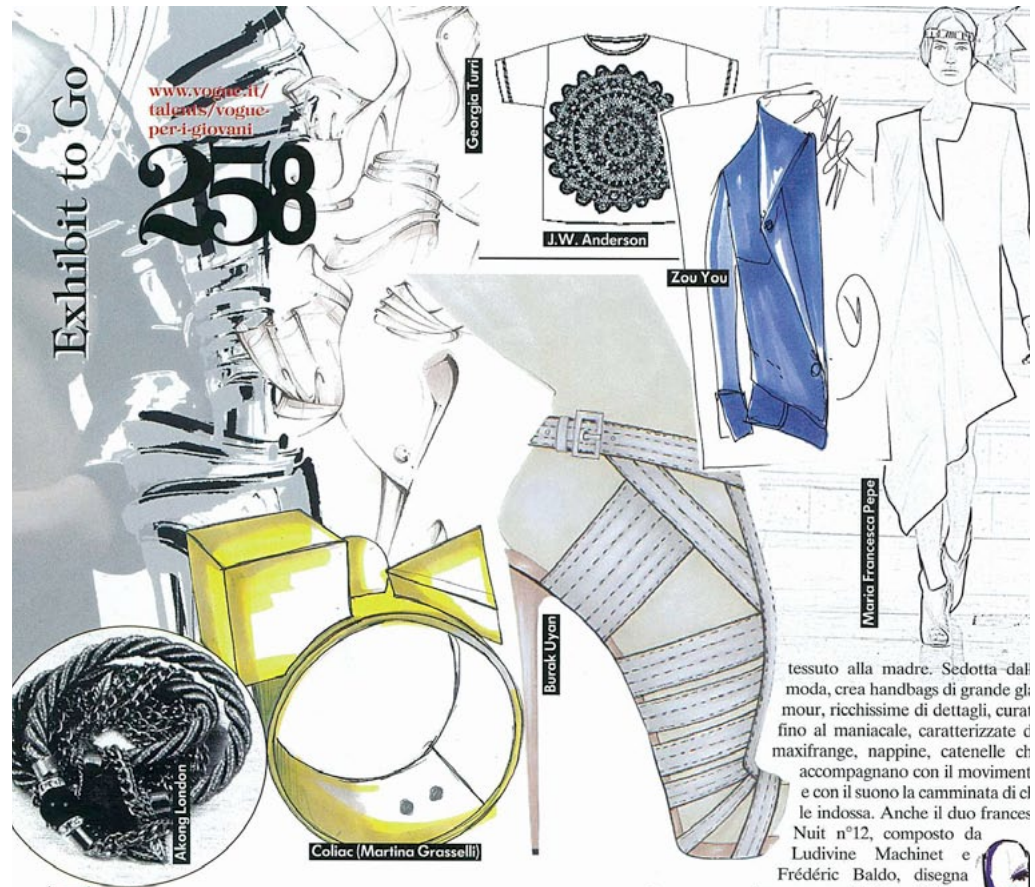 Exhibit to Go
www.vogue.it/
talents/vogue-
per-i-giovani
258
Georgia Turri
J.W. Anderson
Zou You
Maria Francesca Pepe
Burak Uyan
Akong London
Coliac (Martina Grasselli)
tessuto alla madre. Sedotta dall
moda, crea handbags di grande gla
mour, ricchissime di dettagli, curat
fino al maniacale, caratterizzate d
maxifrange, nappine, catenelle ch
accompagnano con il moviment
e con il suono la camminata di ch
le indossa. Anche il duo frances
Nuit n°12, composto da
Ludivine Machinet e
Frédéric Baldo, disegna